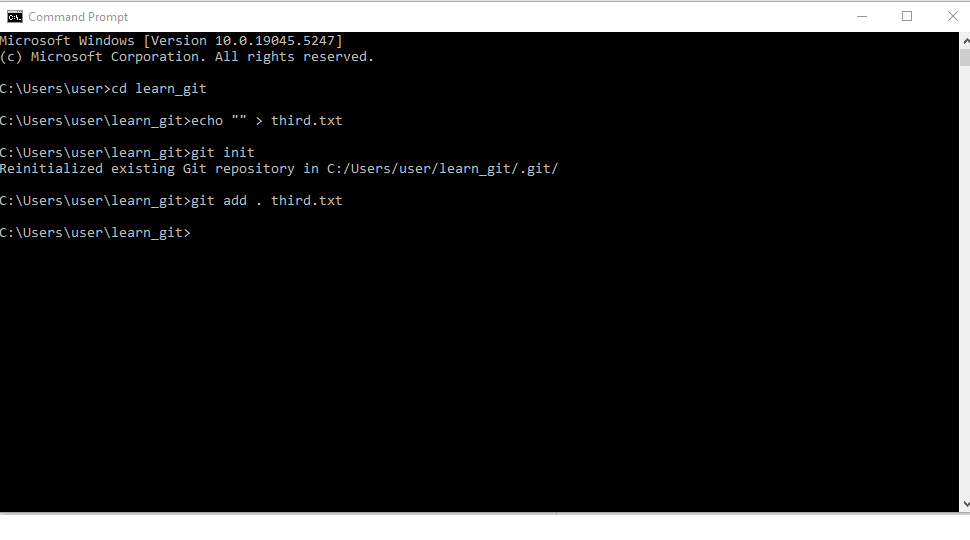 Command Prompt
Microsoft Windows [Version 10.0.19045.5247]
(c) Microsoft Corporation. All rights reserved.
C:\Users\user>cd learn_git
C:\Users\user\learn_git>echo "" > third.txt
C:\Users\user\learn_git>git init
Reinitialized existing Git repository in C:/Users/user/learn_git/.git/
C:\Users\user\learn_git>git add . third.txt
C:\Users\user\learn_git>